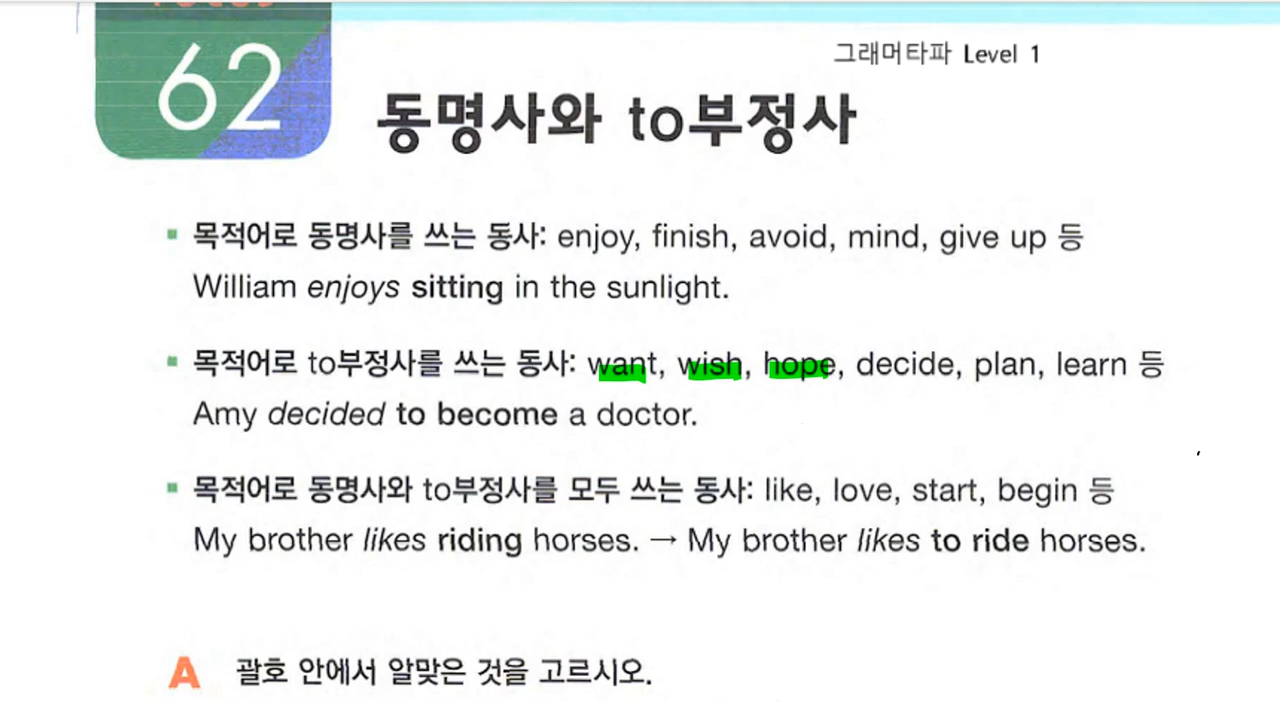 62
그래머타파 Level 1
동명사와 to부정사
목적어로 동명사를 쓰는 동사: enjoy, finish, avoid, mind, give up 등
William enjoys sitting in the sunlight.
목적어로 to부정사를 쓰는 동사: want, wish, hope, decide, plan, learn 등
Amy decided to become a doctor.
목적어로 동명사와 to부정사를 모두 쓰는 동사: like, love, start, begin 등
My brother likes riding horses. → My brother likes to ride horses.
A 괄호 안에서 알맞은 것을 고르시오.